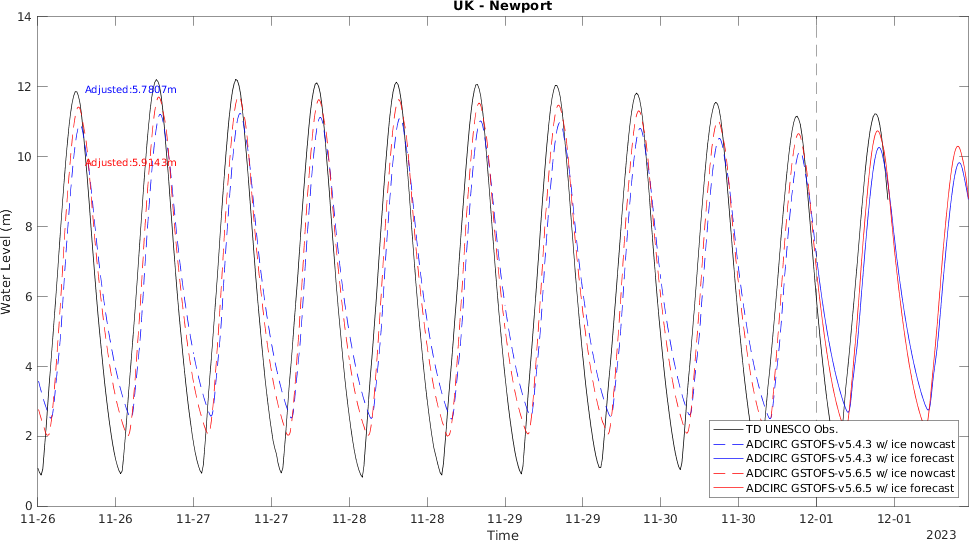 UK - Newport
14
12
10
8
6
4
2
0
Water Level (m)
Adjusted:5.7807m
Adjusted:5.9143m
TD UNESCO Obs.
ADCIRC GSTOFS-v5.4.3 w/ ice nowcast
ADCIRC GSTOFS-v5.4.3 w/ ice forecast
ADCIRC GSTOFS-v5.6.5 w/ ice nowcast
ADCIRC GSTOFS-v5.6.5 w/ ice forecast
11-26 11-26 11-27 11-27 11-28 11-28 11-29 11-29 11-30 11-30 12-01 12-01
Time
2023